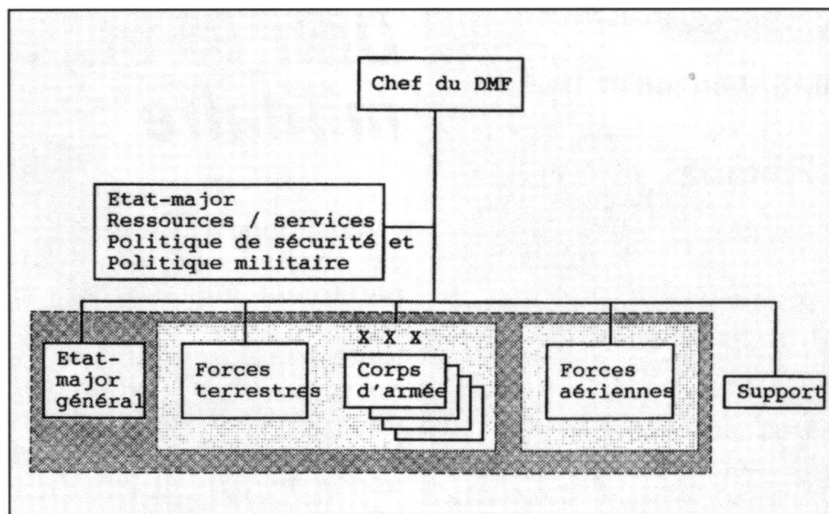 Chef du DMF
Etat-major
Ressources / services
Politique de sécurité et
Politique militaire
X X X
Etat-
major
général
Forces
terrestres
Corps
d'armée
Forces
aériennes
Support